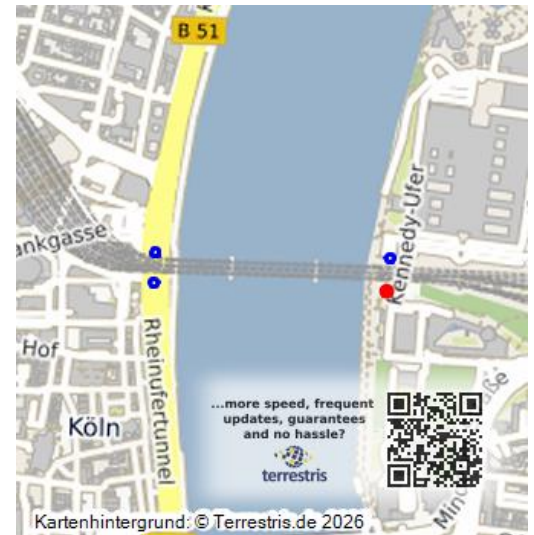 B 51
ankgasse
Kennedy-Ufer
Hof
Rheinufertunnel
Köln
...more speed, frequent
updates, guarantees
and no hassle?
terrestris
Kartenhintergrund: © Terrestris.de 2026